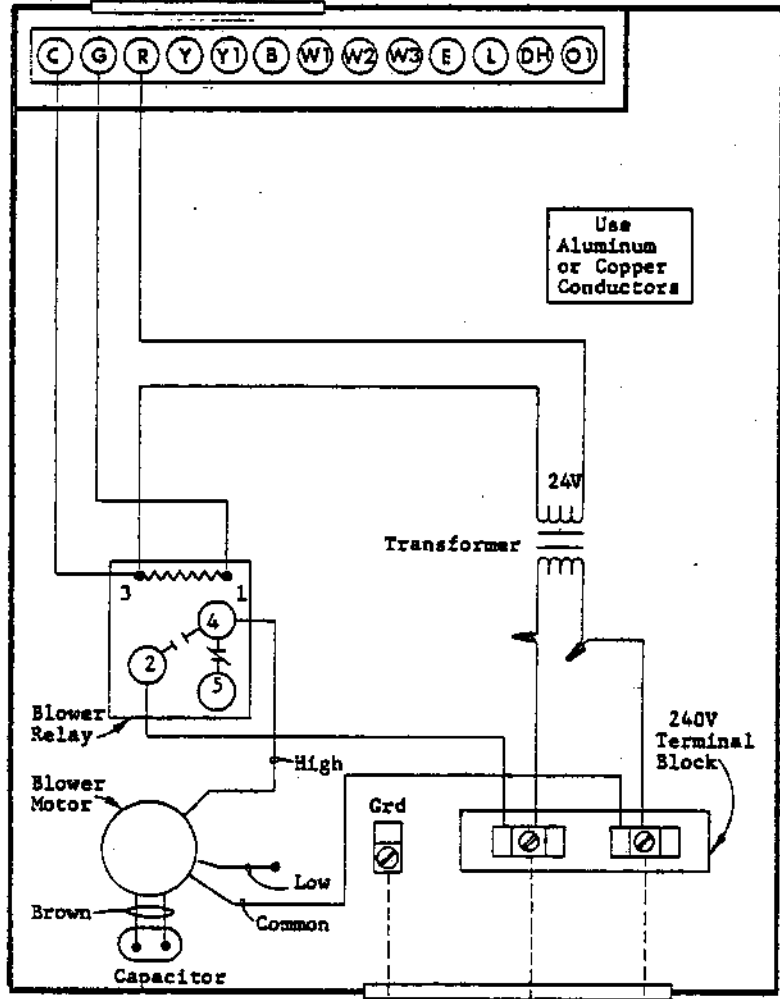 C G R Y Y1 B W1 W2 W3 E L DH O1
Use
Aluminum
or Copper
Conductors
24V
Transformer
3 1
4
2
5
Blower
Relay
240V
Terminal
Block
High
Blower
Motor
Grd
Low
Brown
Common
Capacitor